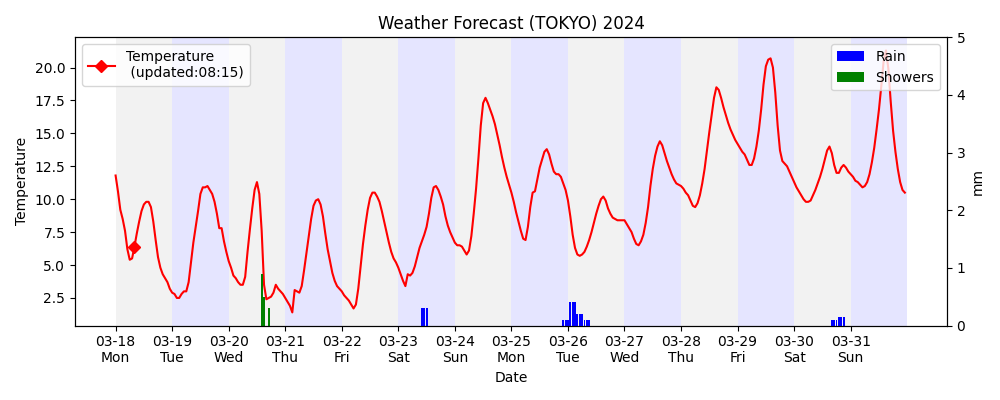 Weather Forecast (TOKYO) 2024
Temperature
(updated:08:15)
Rain
Showers
Temperature
20.0
17.5
15.0
12.5
10.0
7.5
5.0
2.5
5
4
3
2
1
0
mm
03-18 03-19 03-20 03-21 03-22 03-23 03-24 03-25 03-26 03-27 03-28 03-29 03-30 03-31
Mon Tue Wed Thu Fri Sat Sun Mon Tue Wed Thu Fri Sat Sun
Date